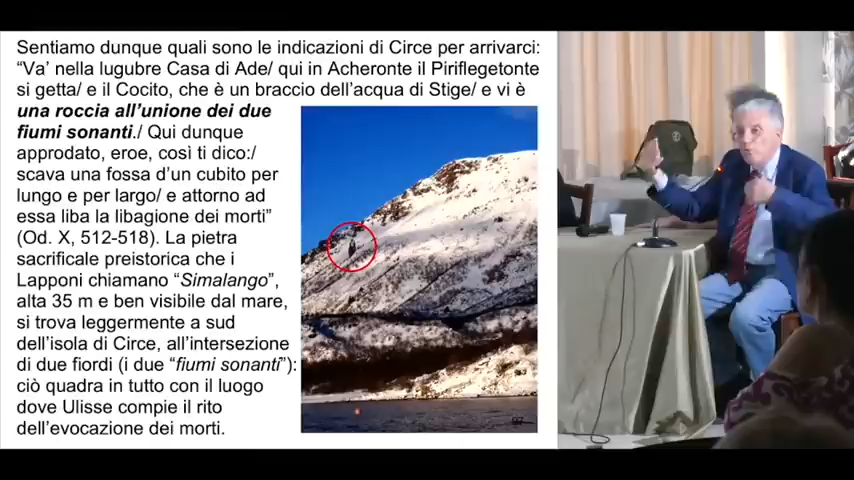 Sentiamo dunque quali sono le indicazioni di Circe per arrivarci:
“Va’ nella lugubre Casa di Ade/ qui in Acheronte il Piriflegetonte
si getta/ e il Cocito, che è un braccio dell’acqua di Stige/ e vi è
una roccia all’unione dei due
fiumi sonanti./ Qui dunque
approdato, eroe, così ti dico:/
scava una fossa d’un cubito per
lungo e per largo/ e attorno ad
essa liba la libagione dei morti”
(Od. X, 512-518). La pietra
sacrificale preistorica che i
Lapponi chiamano “Simalango”,
alta 35 m e ben visibile dal mare,
si trova leggermente a sud
dell’isola di Circe, all’intersezione
di due fiordi (i due “fiumi sonanti”):
ciò quadra in tutto con il luogo
dove Ulisse compie il rito
dell’evocazione dei morti.